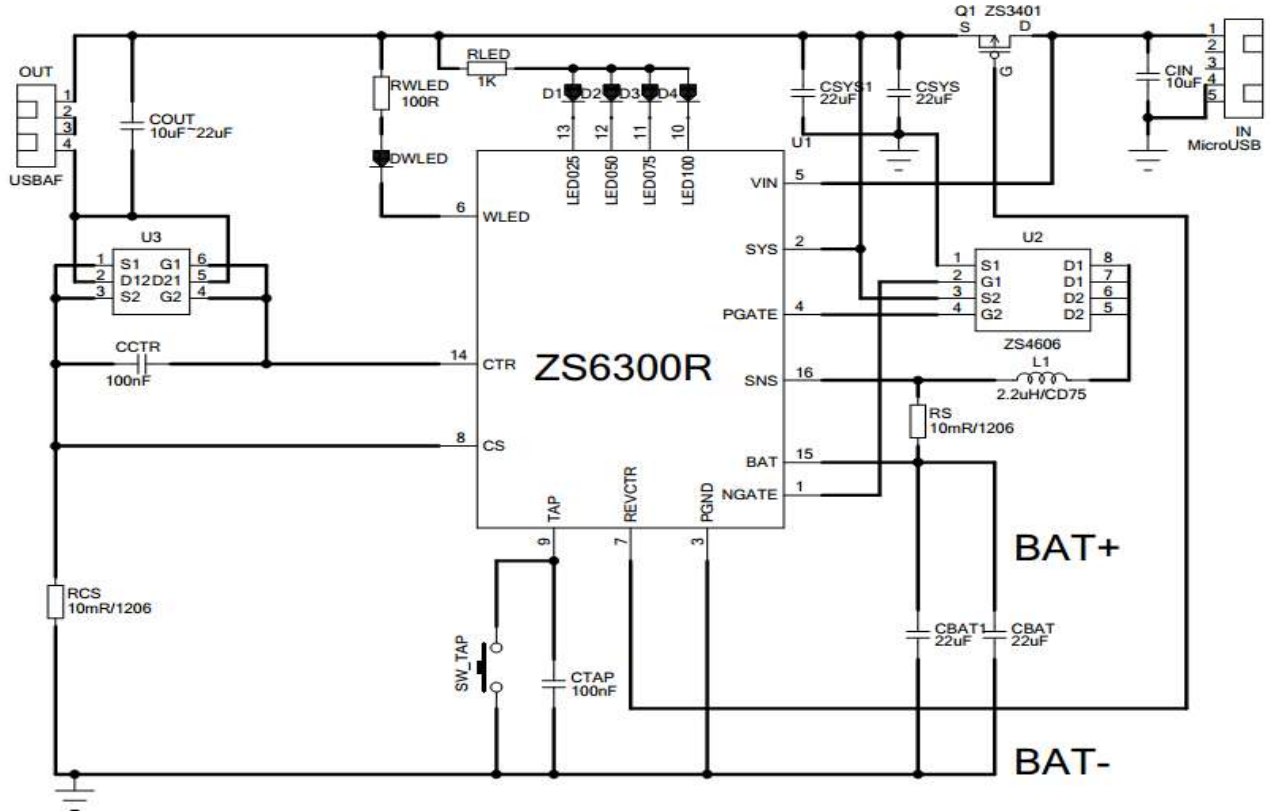 Q1 ZS3401
S D
G
OUT
1
2
3
4
USBAF
COUT
10uF~22uF
RWLED
100R
DWLED
RLED
1K
D1 D2 D3 D4
13 12 11 10
LED025 LED050 LED075 LED100
CSYS1
22uF
CSYS
22uF
CIN
10uF
1
2
3
4
5
IN
MicroUSB
U1
VIN 5
6 WLED
SYS 2
PGATE 4
U3
1 S1 G1 6
2 D12 D21 5
3 S2 G2 4
U2
1 S1 D1 8
2 G1 D1 7
3 S2 D2 6
4 G2 D2 5
ZS4606
CCTR
100nF
14 CTR
ZS6300R
SNS 16
L1
2.2uH/CD75
RS
10mR/1206
8 CS
BAT 15
NGATE 1
TAP REVCTR PGND
9 7 3
BAT+
RCS
10mR/1206
SW_TAP
CTAP
100nF
CBAT1
22uF
CBAT
22uF
BAT-